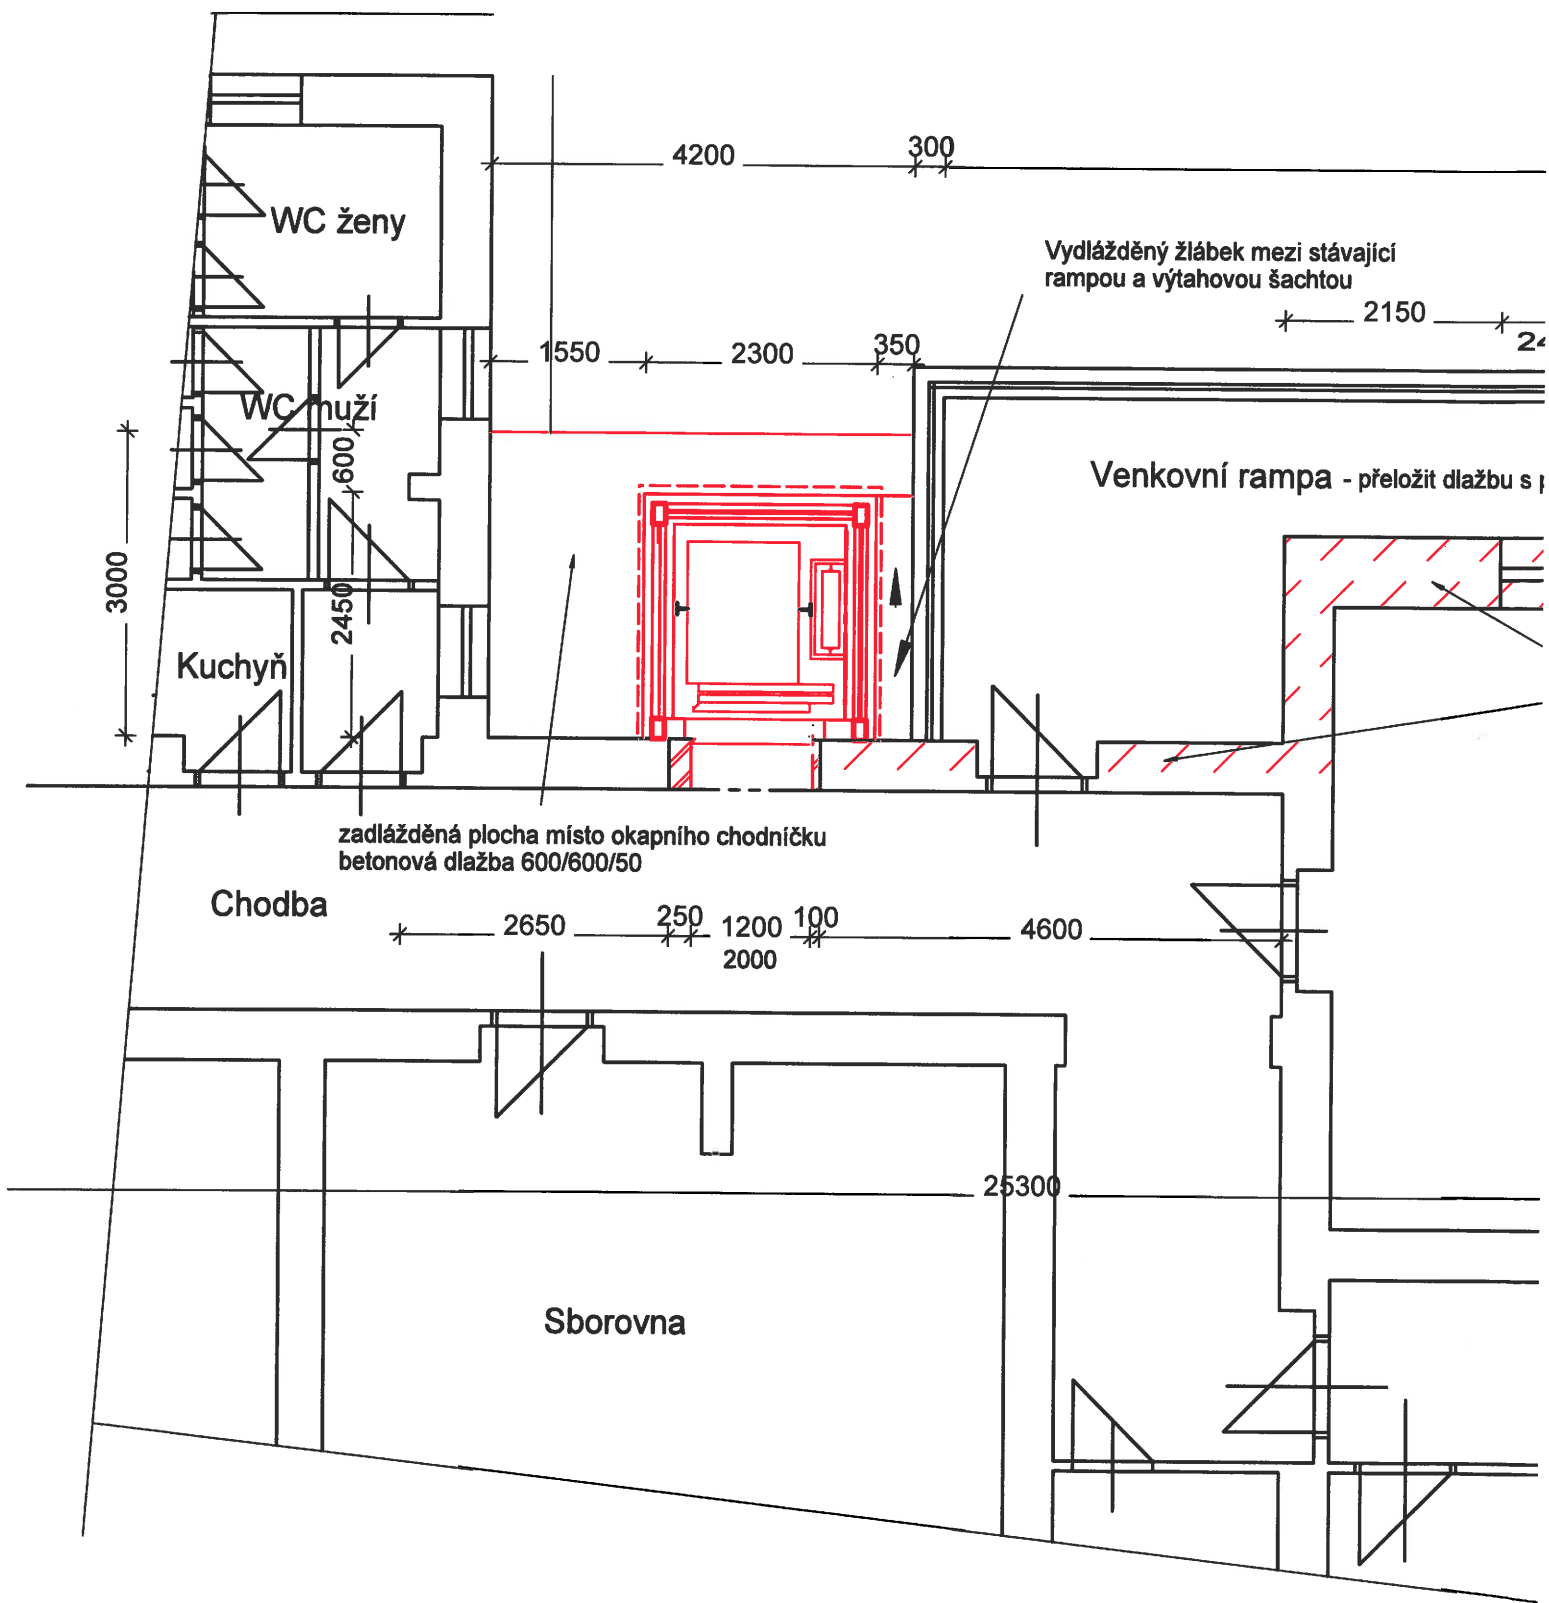 4200
300
WC ženy
Vydlážděný žlábek mezi stávající
rampou a výtahovou šachtou
2150
1550
2300
350
WC muží
600
Venkovní rampa - přeložit dlažbu s
3000
2450
Kuchyň
zadlážděná plocha místo okapního chodníčku
betonová dlažba 600/600/50
Chodba
2650
250
1200
100
4600
2000
25300
Sborovna